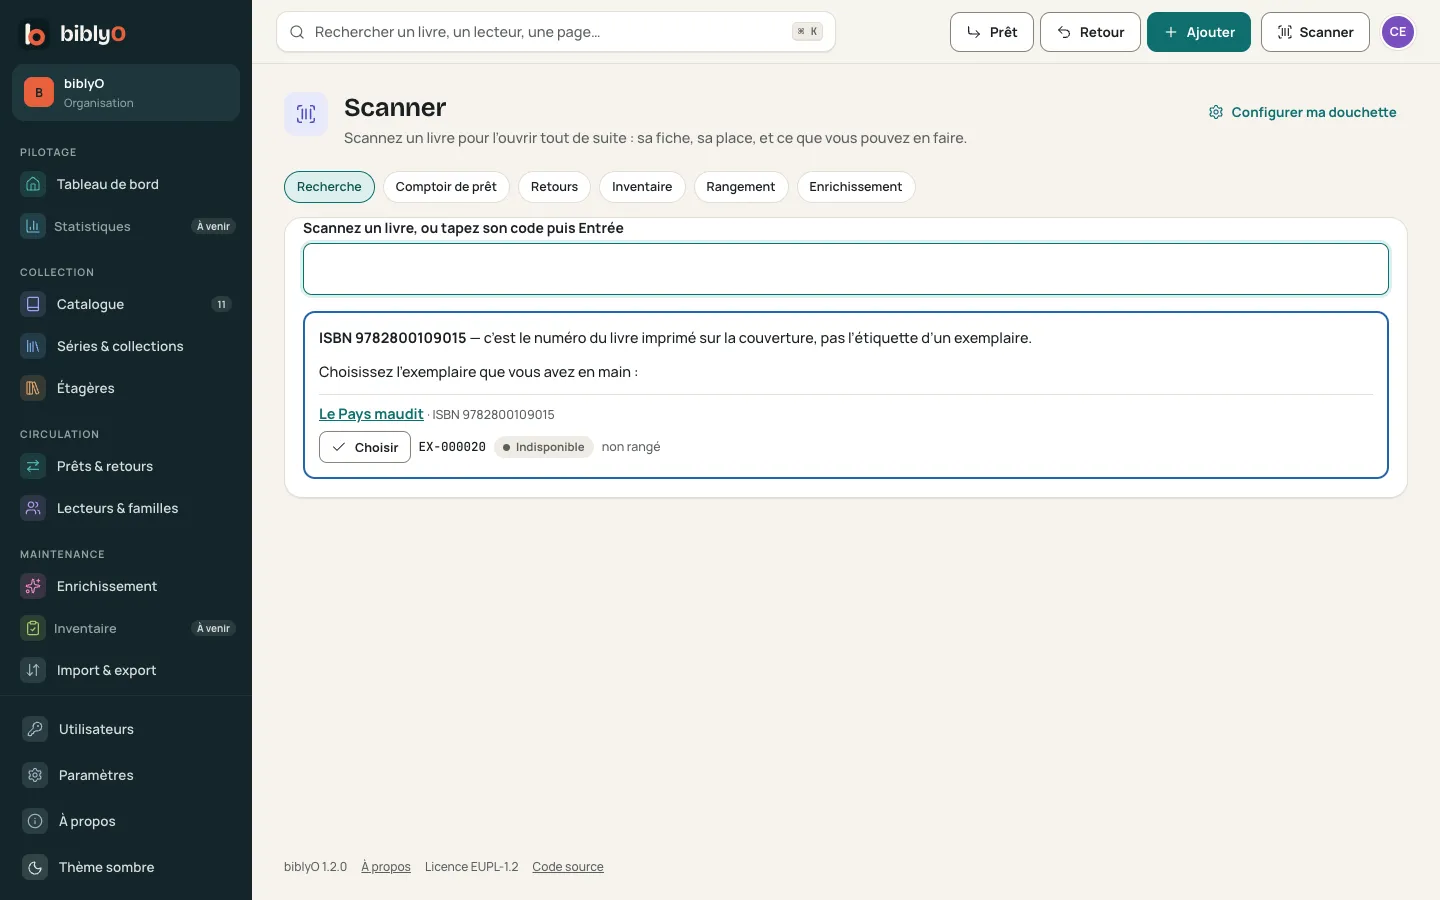 biblyO
Rechercher un livre, un lecteur, une page…
⌘ K
Prêt
Retour
Ajouter
Scanner
CE
B
biblyO
Organisation
PILOTAGE
Tableau de bord
Statistiques
À venir
COLLECTION
Catalogue
11
Séries & collections
Étagères
CIRCULATION
Prêts & retours
Lecteurs & familles
MAINTENANCE
Enrichissement
Inventaire
À venir
Import & export
Utilisateurs
Paramètres
À propos
Thème sombre
Scanner
Scannez un livre pour l'ouvrir tout de suite : sa fiche, sa place, et ce que vous pouvez en faire.
Configurer ma douchette
Recherche
Comptoir de prêt
Retours
Inventaire
Rangement
Enrichissement
Scannez un livre, ou tapez son code puis Entrée
ISBN 9782800109015 — c'est le numéro du livre imprimé sur la couverture, pas l'étiquette d'un exemplaire.
Choisissez l'exemplaire que vous avez en main :
Le Pays maudit · ISBN 9782800109015
Choisir EX-000020 Indisponible non rangé
biblyO 1.2.0 À propos Licence EUPL-1.2 Code source